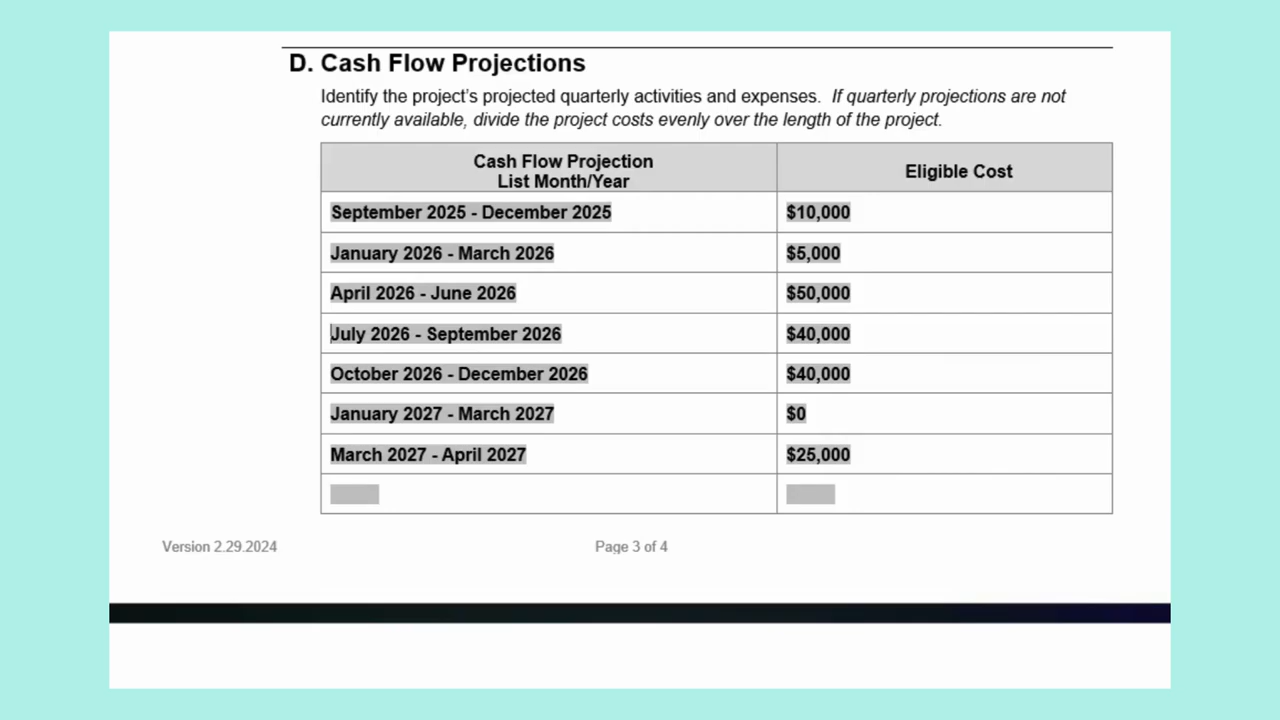 D. Cash Flow Projections
Identify the project's projected quarterly activities and expenses. If quarterly projections are not
currently available, divide the project costs evenly over the length of the project.
Cash Flow Projection
List Month/Year
Eligible Cost
September 2025 - December 2025 $10,000
January 2026 - March 2026 $5,000
April 2026 - June 2026 $50,000
July 2026 - September 2026 $40,000
October 2026 - December 2026 $40,000
January 2027 - March 2027 $0
March 2027 - April 2027 $25,000
Version 2.29.2024 Page 3 of 4